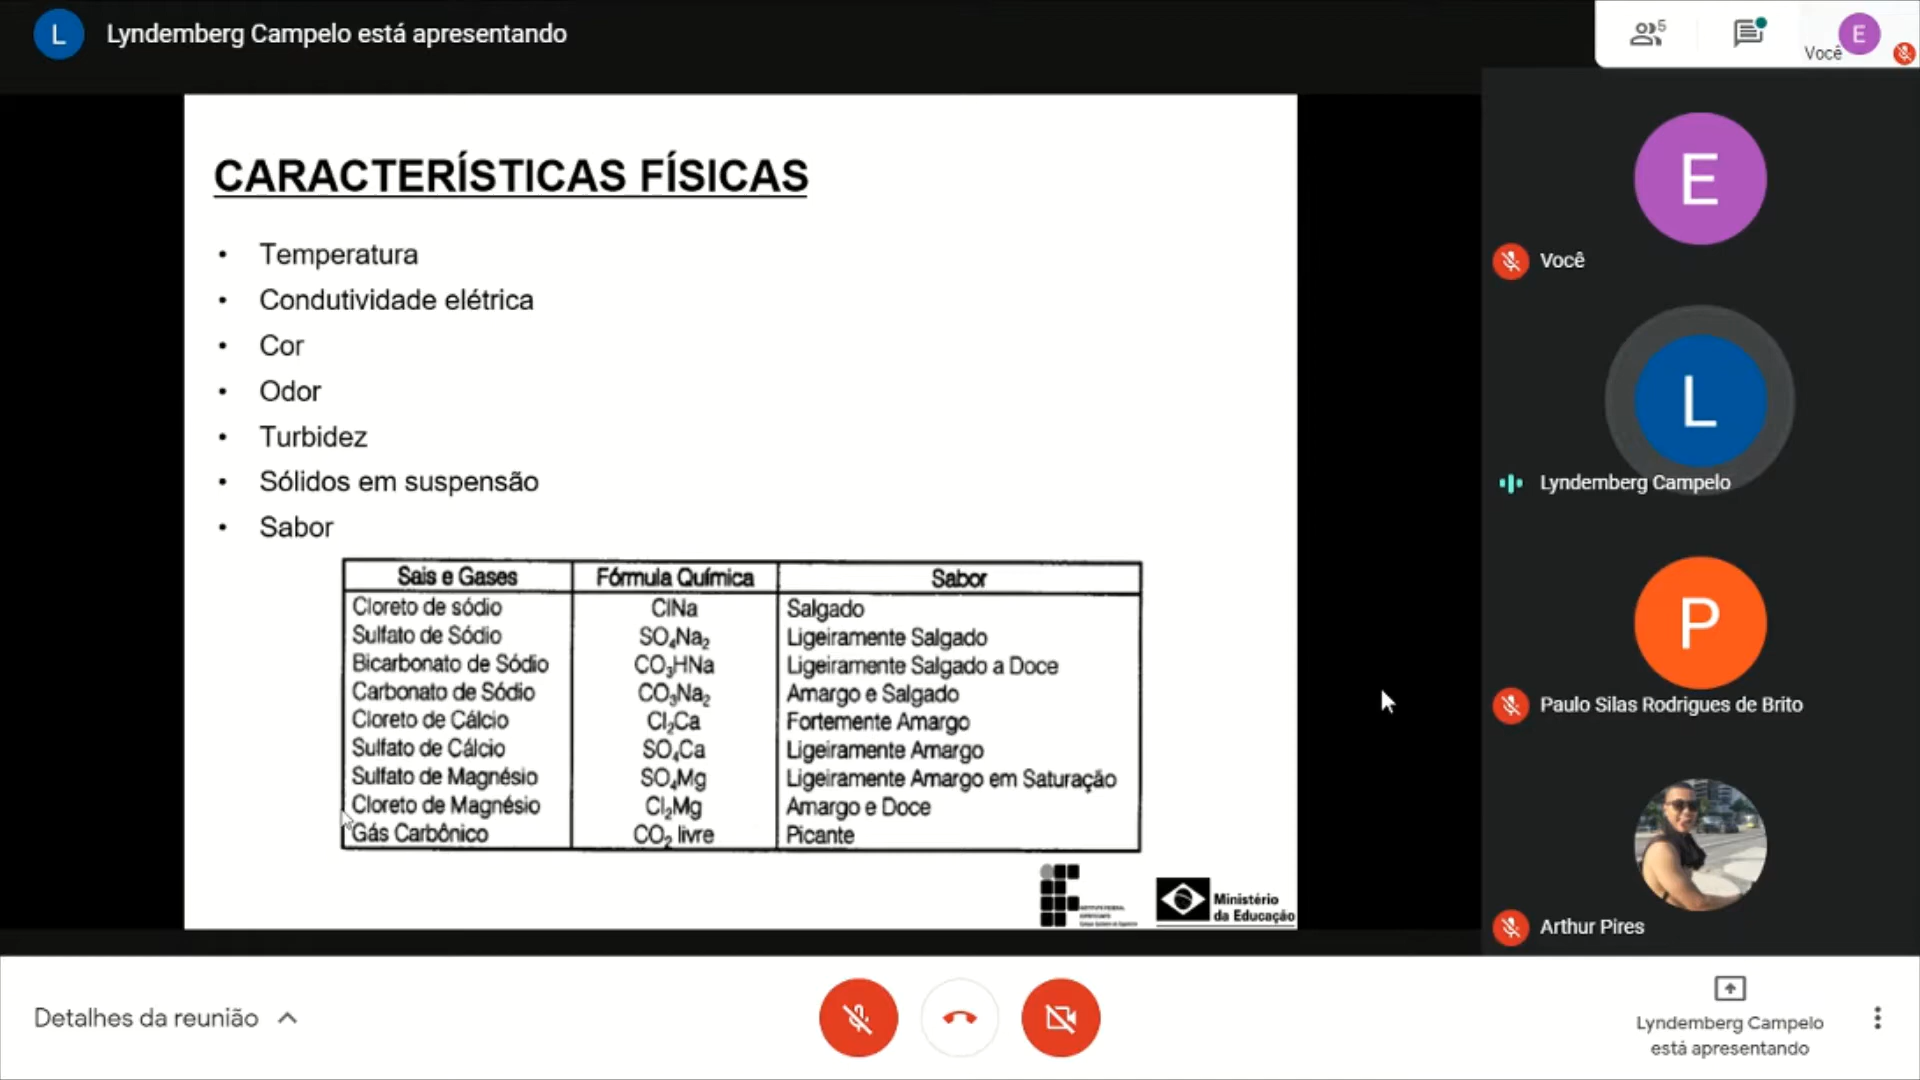 L Lyndemberg Campelo está apresentando
5
Você E
CARACTERÍSTICAS FÍSICAS
• Temperatura
• Condutividade elétrica
• Cor
• Odor
• Turbidez
• Sólidos em suspensão
• Sabor
Sais e Gases Fórmula Química Sabor
Cloreto de sódio ClNa Salgado
Sulfato de Sódio SO₄Na₂ Ligeiramente Salgado
Bicarbonato de Sódio CO₃HNa Ligeiramente Salgado a Doce
Carbonato de Sódio CO₃Na₂ Amargo e Salgado
Cloreto de Cálcio Cl₂Ca Fortemente Amargo
Sulfato de Cálcio SO₄Ca Ligeiramente Amargo
Sulfato de Magnésio SO₄Mg Ligeiramente Amargo em Saturação
Cloreto de Magnésio Cl₂Mg Amargo e Doce
Gás Carbônico CO₂ livre Picante
Ministério
da Educação
E
Você
L
Lyndemberg Campelo
P
Paulo Silas Rodrigues de Brito
Arthur Pires
Detalhes da reunião
Lyndemberg Campelo
está apresentando